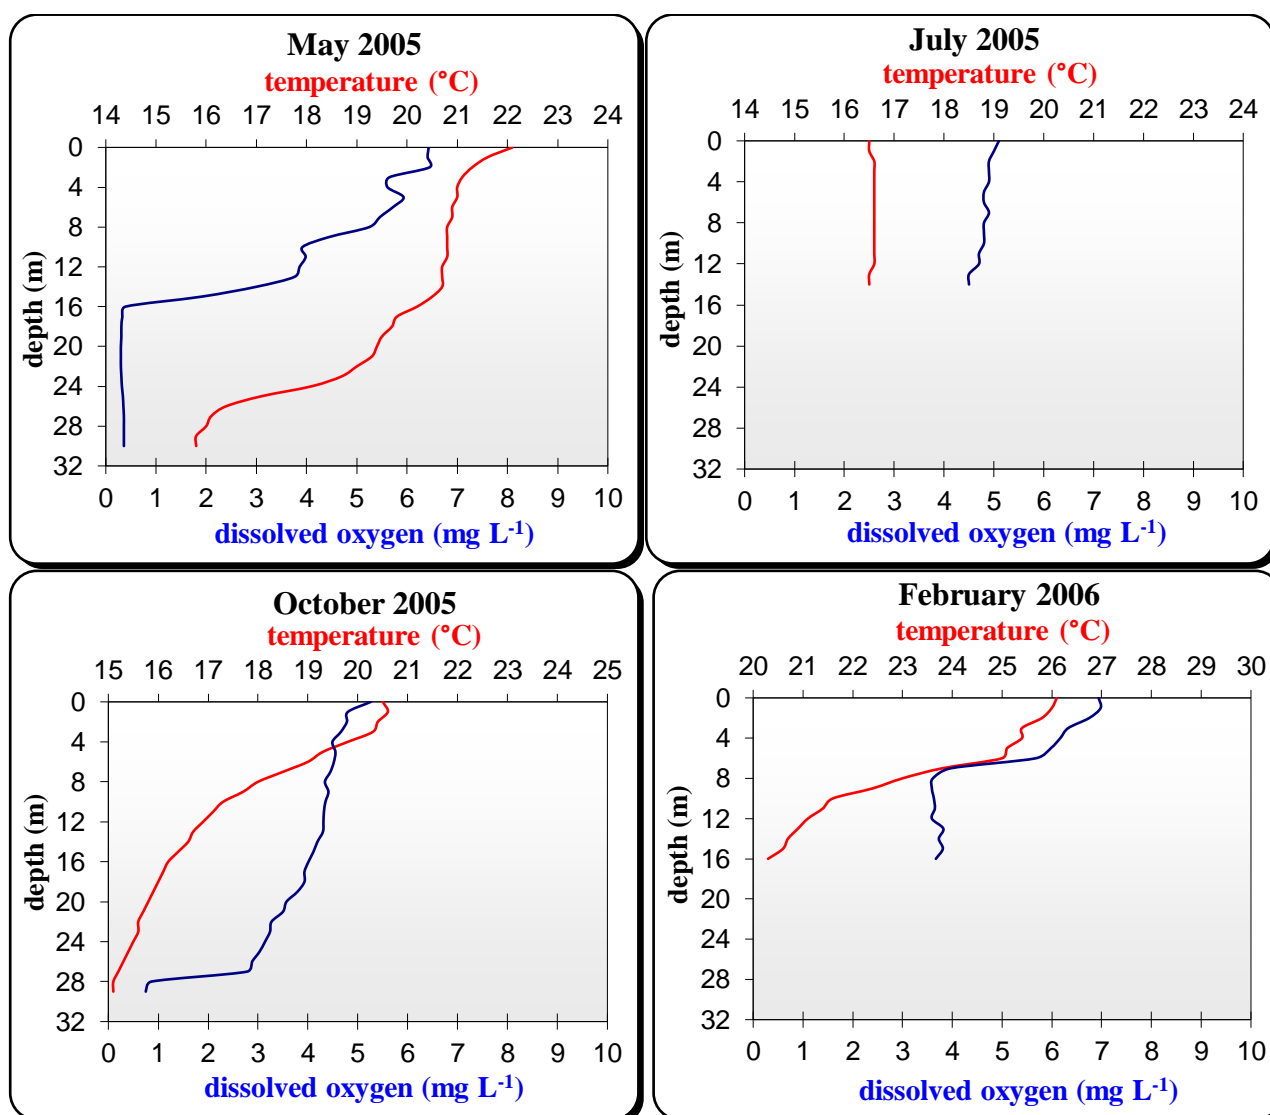 May 2005
temperature (°C)
14 15 16 17 18 19 20 21 22 23 24
0
4
8
12
16
20
24
28
32
depth (m)
0 1 2 3 4 5 6 7 8 9 10
dissolved oxygen (mg L-1)
July 2005
temperature (°C)
14 15 16 17 18 19 20 21 22 23 24
0
4
8
12
16
20
24
28
32
depth (m)
0 1 2 3 4 5 6 7 8 9 10
dissolved oxygen (mg L-1)
October 2005
temperature (°C)
15 16 17 18 19 20 21 22 23 24 25
0
4
8
12
16
20
24
28
32
depth (m)
0 1 2 3 4 5 6 7 8 9 10
dissolved oxygen (mg L-1)
February 2006
temperature (°C)
20 21 22 23 24 25 26 27 28 29 30
0
4
8
12
16
20
24
28
32
depth (m)
0 1 2 3 4 5 6 7 8 9 10
dissolved oxygen (mg L-1)